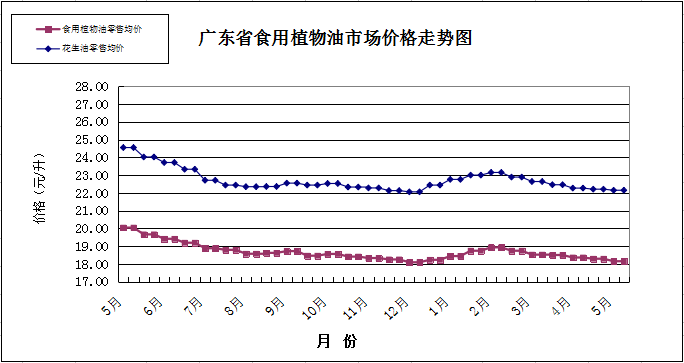 食用植物油零售均价
花生油零售均价
广东省食用植物油市场价格走势图
价格（元/升）
28.00
27.00
26.00
25.00
24.00
23.00
22.00
21.00
20.00
19.00
18.00
17.00
5月 6月 7月 8月 9月 10月 11月 12月 1月 2月 3月 4月 5月
月 份